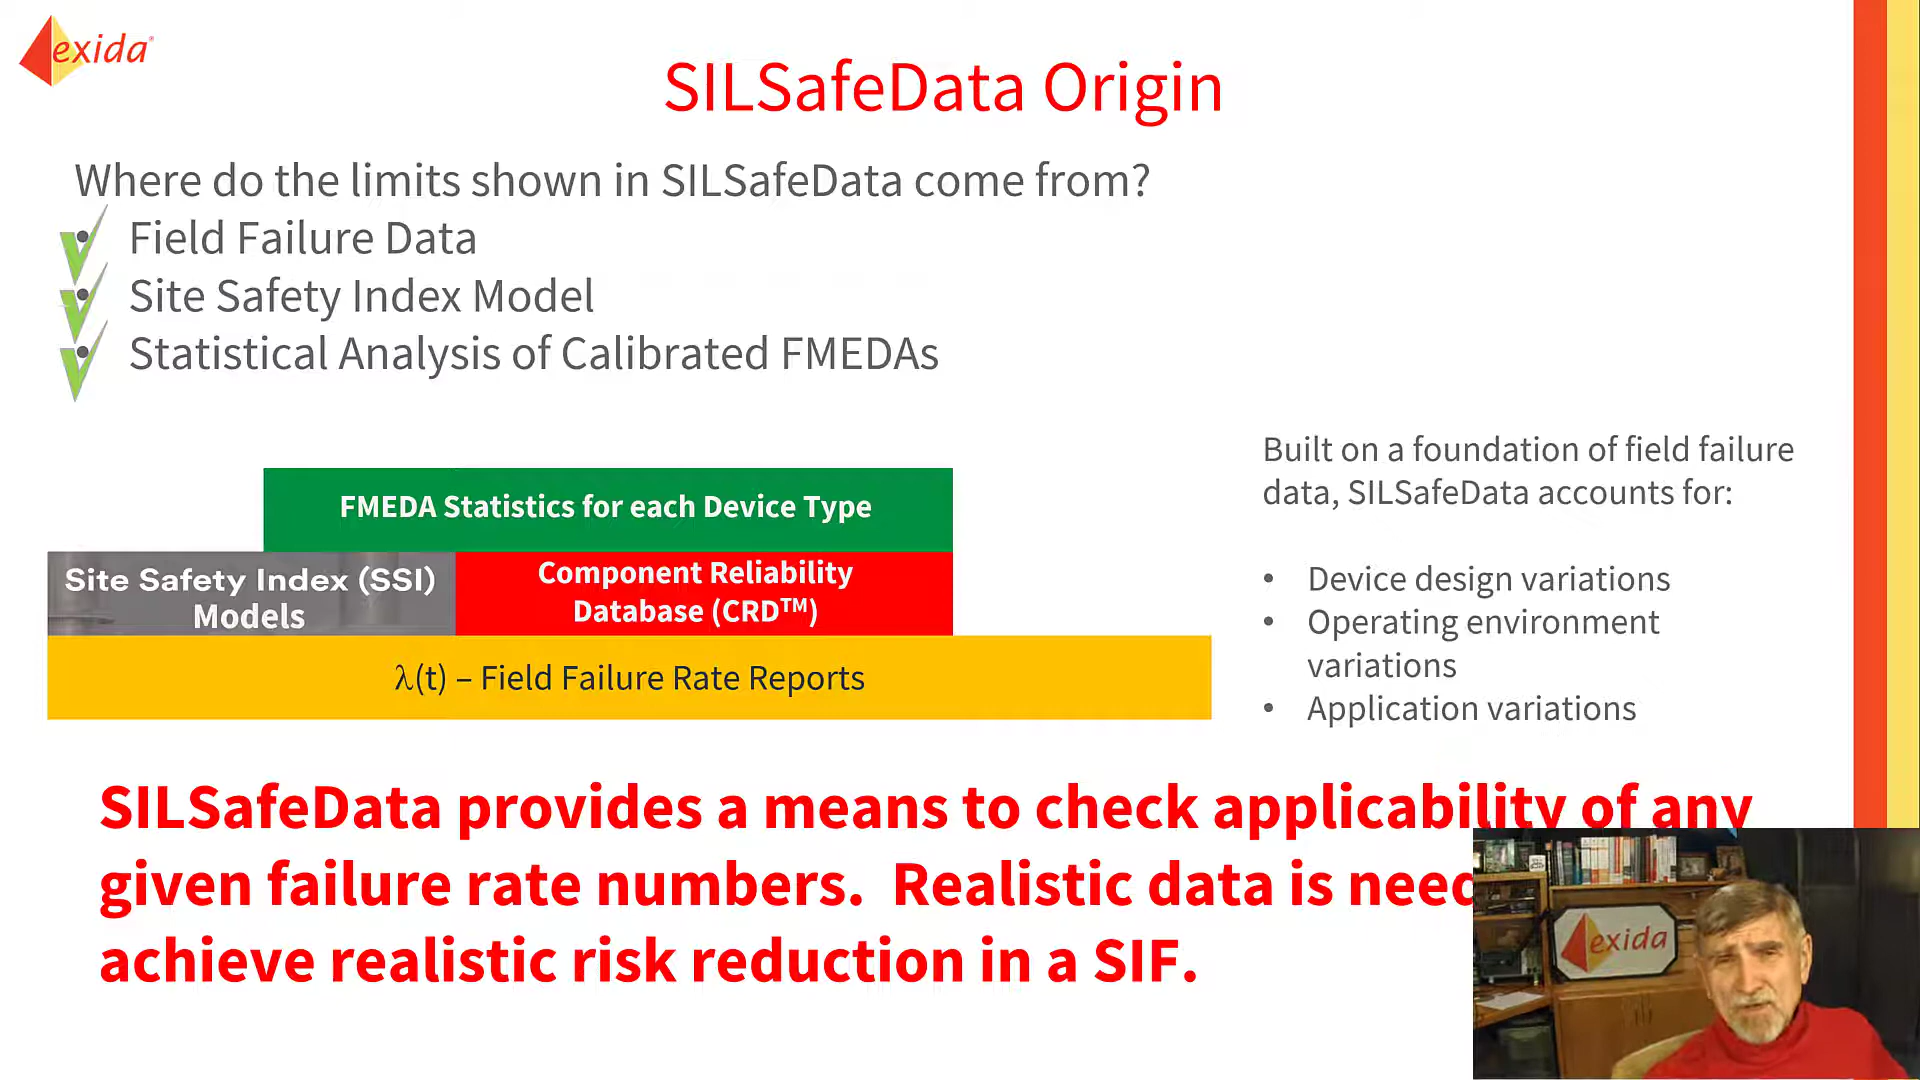 exida
SILSafeData Origin
Where do the limits shown in SILSafeData come from?
• Field Failure Data
• Site Safety Index Model
• Statistical Analysis of Calibrated FMEDAs
FMEDA Statistics for each Device Type
Site Safety Index (SSI)
Models
Component Reliability
Database (CRD™)
λ(t) – Field Failure Rate Reports
Built on a foundation of field failure
data, SILSafeData accounts for:
• Device design variations
• Operating environment
variations
• Application variations
SILSafeData provides a means to check applicability of any
given failure rate numbers. Realistic data is
achieve realistic risk reduction in a SIF.
exida